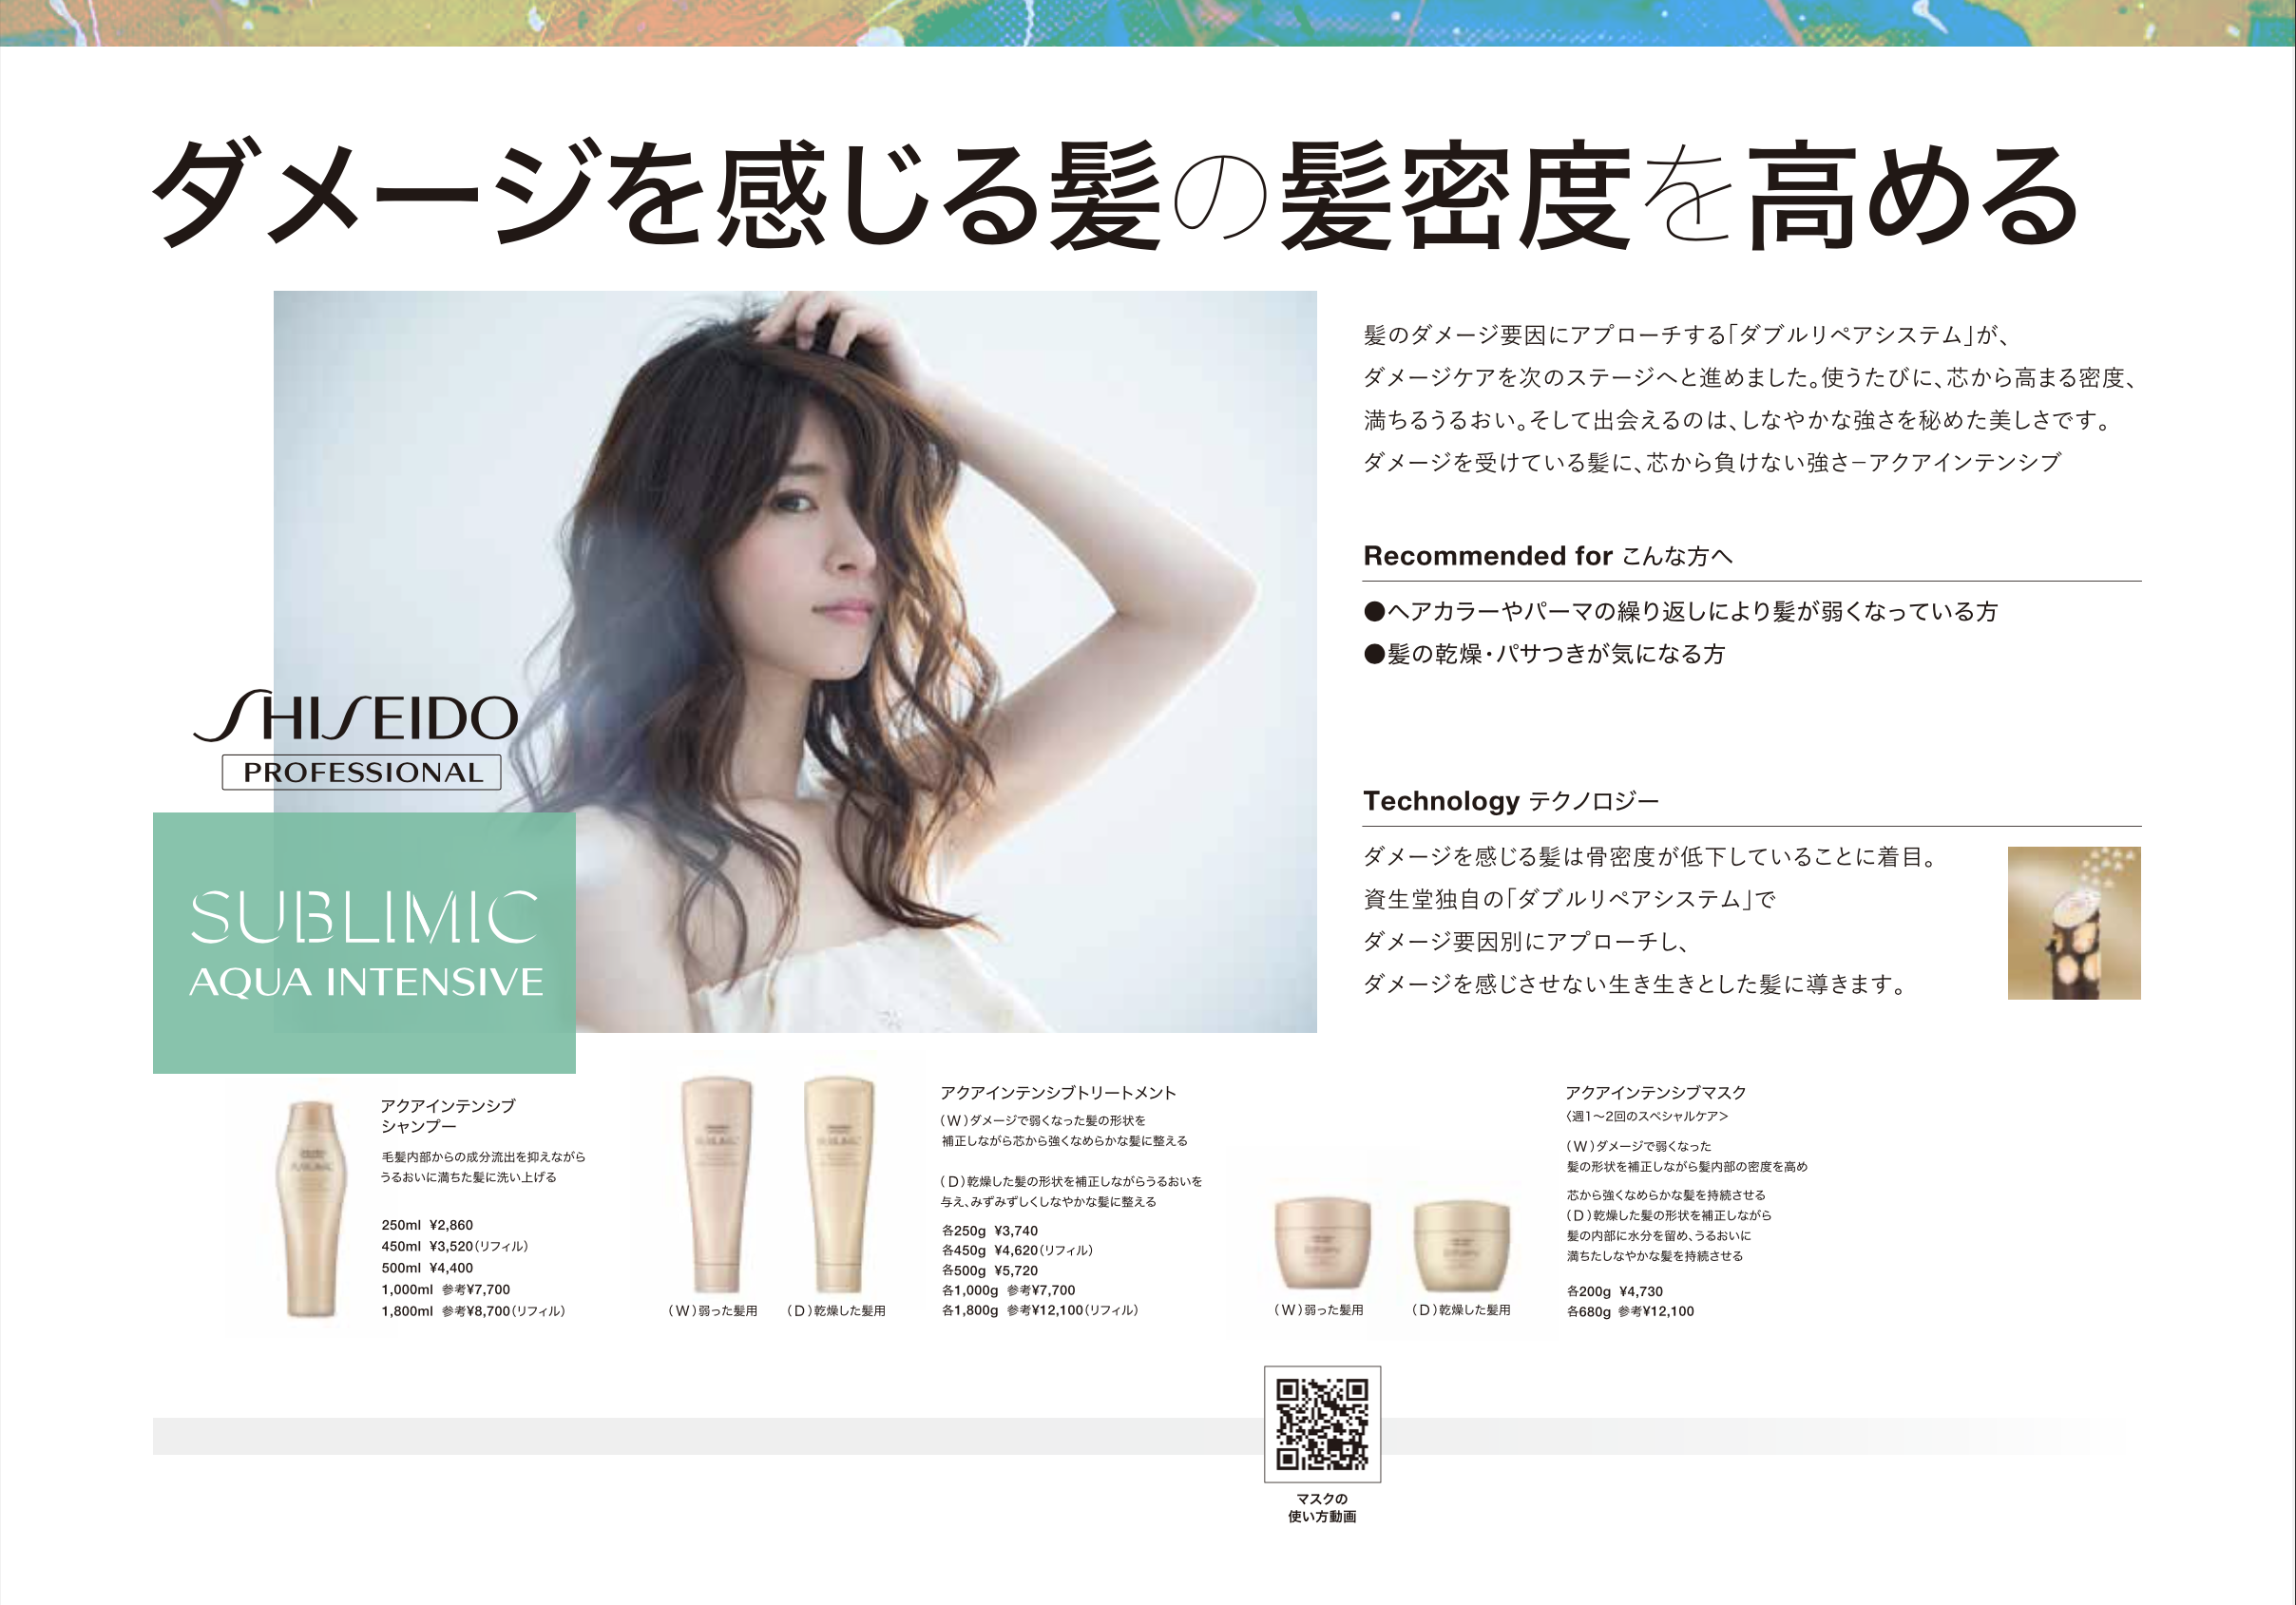 ダメージを感じる髪の髪密度を高める
髪のダメージ要因にアプローチする「ダブルリペアシステム」が、
ダメージケアを次のステージへと進めました。使うたびに、芯から高まる密度、
満ちるうるおい。そして出会えるのは、しなやかな強さを秘めた美しさです。
ダメージを受けている髪に、芯から負けない強さ−アクアインテンシブ
Recommended for こんな方へ
●ヘアカラーやパーマの繰り返しにより髪が弱くなっている方
●髪の乾燥・パサつきが気になる方
SHISEIDO
PROFESSIONAL
SUBLIMIC
AQUA INTENSIVE
Technology テクノロジー
ダメージを感じる髪は骨密度が低下していることに着目。
資生堂独自の「ダブルリペアシステム」で
ダメージ要因別にアプローチし、
ダメージを感じさせない生き生きとした髪に導きます。
アクアインテンシブ
シャンプー
毛髪内部からの成分流出を抑えながら
うるおいに満ちた髪に洗い上げる
250ml ¥2,860
450ml ¥3,520(リフィル)
500ml ¥4,400
1,000ml 参考¥7,700
1,800ml 参考¥8,700(リフィル)
SUBLIMIC
SUBLIMIC
(W)弱った髪用
(D)乾燥した髪用
アクアインテンシブトリートメント
(W)ダメージで弱くなった髪の形状を
補正しながら芯から強くなめらかな髪に整える
(D)乾燥した髪の形状を補正しながらうるおいを
与え、みずみずしくしなやかな髪に整える
各250g ¥3,740
各450g ¥4,620(リフィル)
各500g ¥5,720
各1,000g 参考¥7,700
各1,800g 参考¥12,100(リフィル)
(W)弱った髪用
(D)乾燥した髪用
アクアインテンシブマスク
〈週1〜2回のスペシャルケア>
(W)ダメージで弱くなった
髪の形状を補正しながら髪内部の密度を高め
芯から強くなめらかな髪を持続させる
(D)乾燥した髪の形状を補正しながら
髪の内部に水分を留め、うるおいに
満ちたしなやかな髪を持続させる
各200g ¥4,730
各680g 参考¥12,100
マスクの
使い方動画